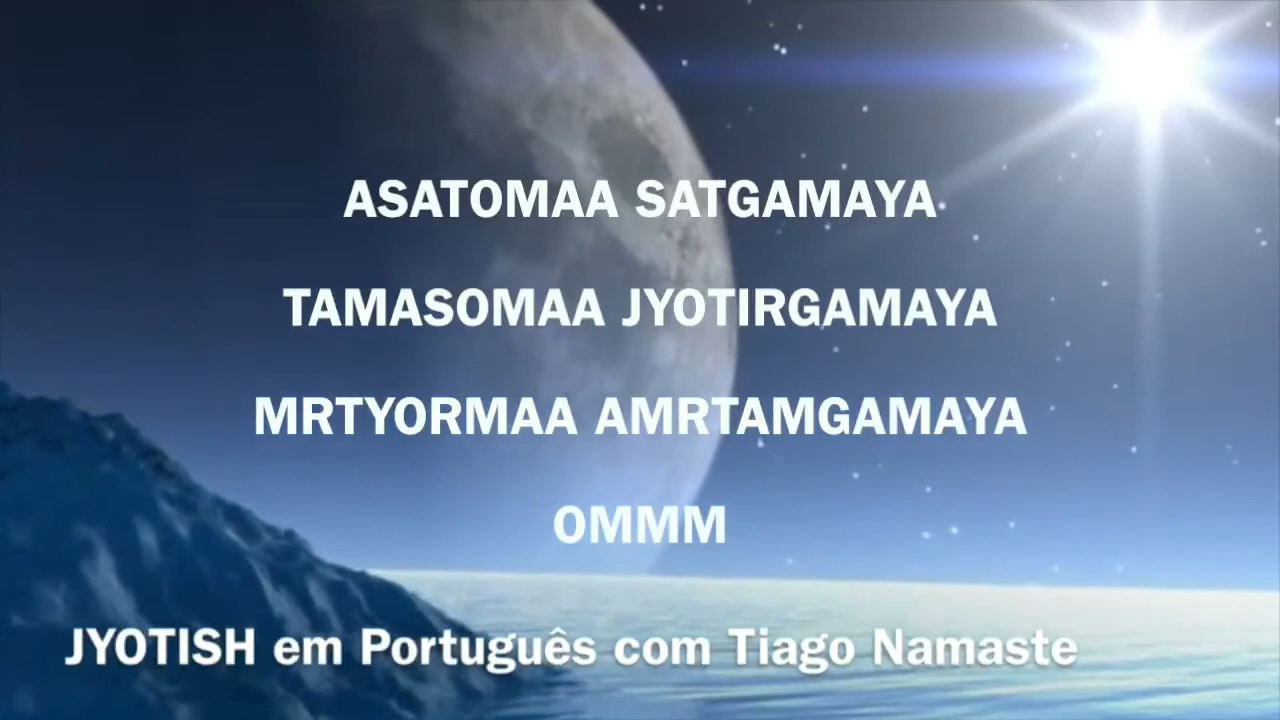 ASATOMAA SATGAMAYA
TAMASOMAA JYOTIRGAMAYA
MRTYORMAA AMRTAMGAMAYA
OMMM
JYOTISH em Português com Tiago Namaste